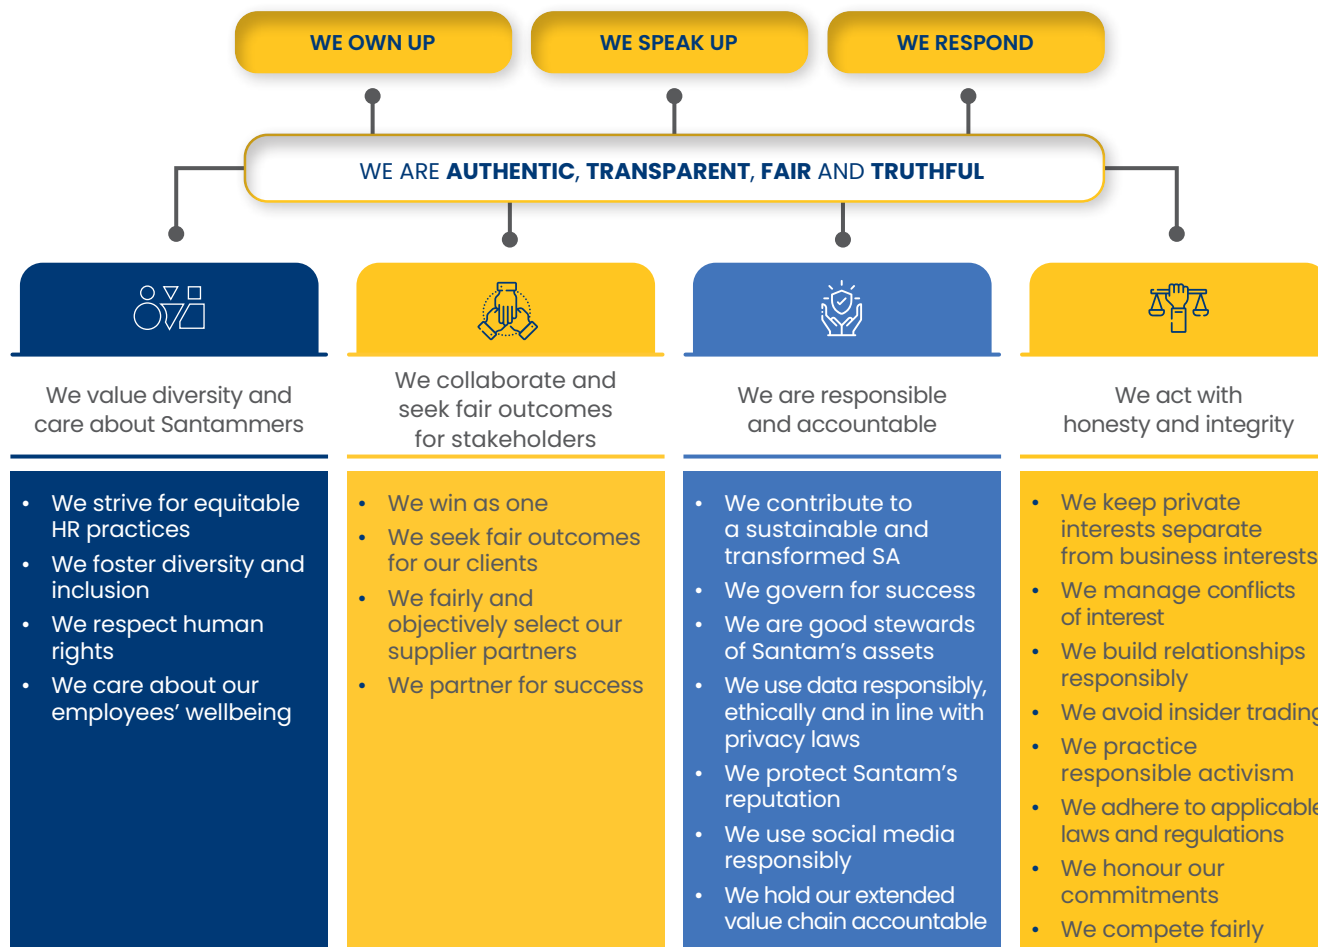 WE OWN UP
WE SPEAK UP
WE RESPOND
WE ARE AUTHENTIC, TRANSPARENT, FAIR AND TRUTHFUL
We value diversity and
care about Santammers
• We strive for equitable
HR practices
• We foster diversity and
inclusion
• We respect human
rights
• We care about our
employees’ wellbeing
We collaborate and
seek fair outcomes
for stakeholders
• We win as one
• We seek fair outcomes
for our clients
• We fairly and
objectively select our
supplier partners
• We partner for success
We are responsible
and accountable
• We contribute to
a sustainable and
transformed SA
• We govern for success
• We are good stewards
of Santam’s assets
• We use data responsibly,
ethically and in line with
privacy laws
• We protect Santam’s
reputation
• We use social media
responsibly
• We hold our extended
value chain accountable
We act with
honesty and integrity
• We keep private
interests separate
from business interests
• We manage conflicts
of interest
• We build relationships
responsibly
• We avoid insider trading
• We practice
responsible activism
• We adhere to applicable
laws and regulations
• We honour our
commitments
• We compete fairly